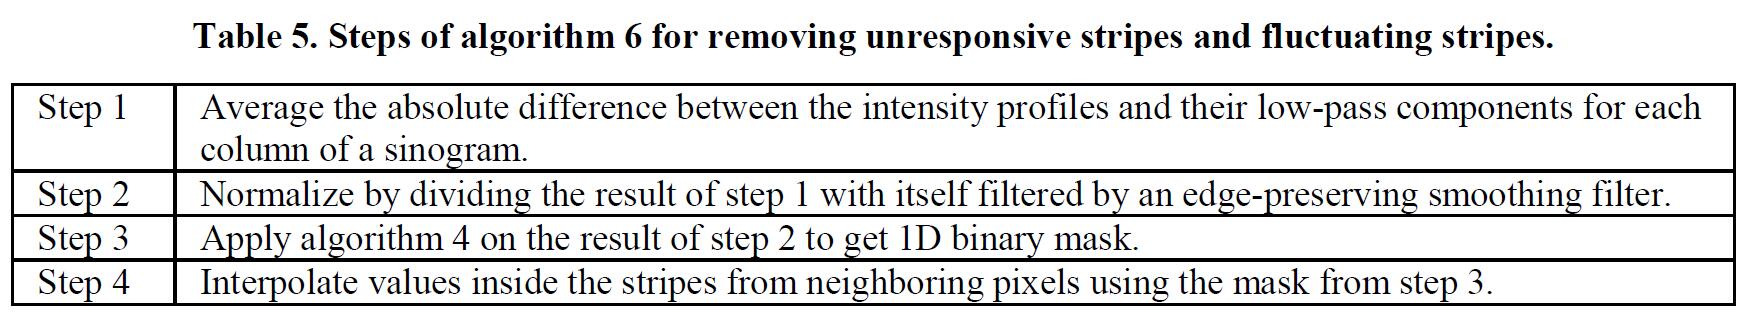 Table 5. Steps of algorithm 6 for removing unresponsive stripes and fluctuating stripes.
Step 1 Average the absolute difference between the intensity profiles and their low-pass components for each
column of a sinogram.
Step 2 Normalize by dividing the result of step 1 with itself filtered by an edge-preserving smoothing filter.
Step 3 Apply algorithm 4 on the result of step 2 to get 1D binary mask.
Step 4 Interpolate values inside the stripes from neighboring pixels using the mask from step 3.